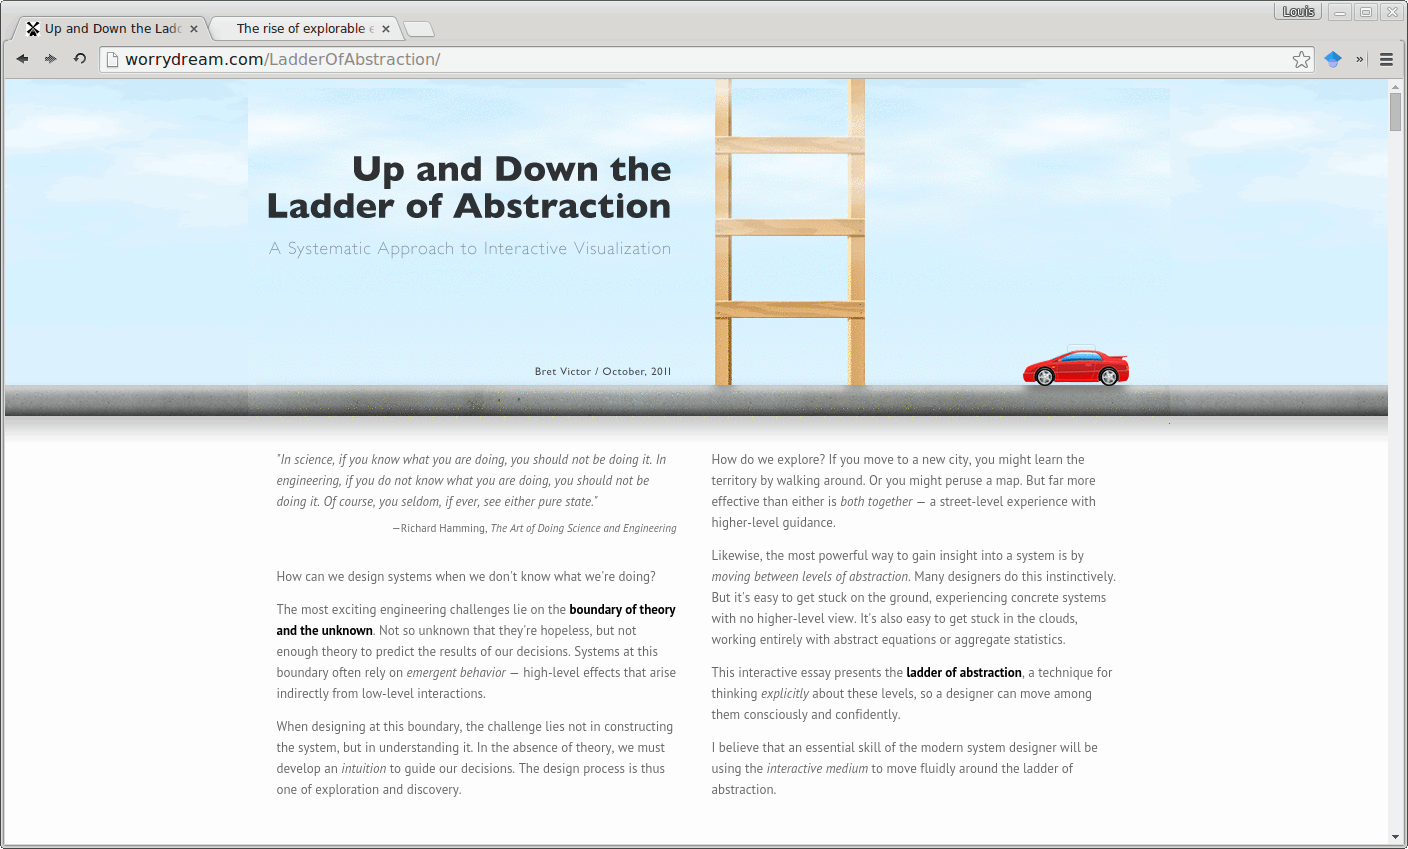 Louis
Up and Down the Ladd
The rise of explorable e
worrydream.com/LadderOfAbstraction/
Up and Down the
Ladder of Abstraction
A Systematic Approach to Interactive Visualization
Bret Victor / October, 2011
"In science, if you know what you are doing, you should not be doing it. In
engineering, if you do not know what you are doing, you should not be
doing it. Of course, you seldom, if ever, see either pure state."
—Richard Hamming, The Art of Doing Science and Engineering
How can we design systems when we don't know what we're doing?
The most exciting engineering challenges lie on the boundary of theory
and the unknown. Not so unknown that they're hopeless, but not
enough theory to predict the results of our decisions. Systems at this
boundary often rely on emergent behavior — high-level effects that arise
indirectly from low-level interactions.
When designing at this boundary, the challenge lies not in constructing
the system, but in understanding it. In the absence of theory, we must
develop an intuition to guide our decisions. The design process is thus
one of exploration and discovery.
How do we explore? If you move to a new city, you might learn the
territory by walking around. Or you might peruse a map. But far more
effective than either is both together — a street-level experience with
higher-level guidance.
Likewise, the most powerful way to gain insight into a system is by
moving between levels of abstraction. Many designers do this instinctively.
But it's easy to get stuck on the ground, experiencing concrete systems
with no higher-level view. It's also easy to get stuck in the clouds,
working entirely with abstract equations or aggregate statistics.
This interactive essay presents the ladder of abstraction, a technique for
thinking explicitly about these levels, so a designer can move among
them consciously and confidently.
I believe that an essential skill of the modern system designer will be
using the interactive medium to move fluidly around the ladder of
abstraction.